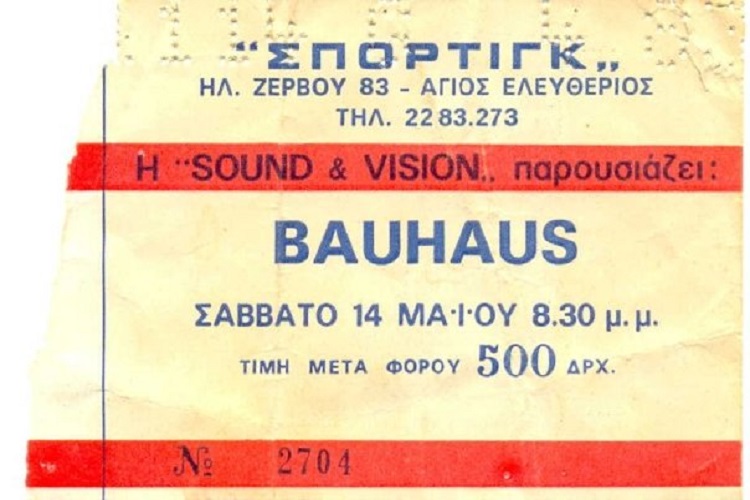 “ΣΠΟΡΤΙΓΚ„
ΗΛ. ΖΕΡΒΟΥ 83 - ΑΓΙΟΣ ΕΛΕΥΘΕΡΙΟΣ
ΤΗΛ. 22 83.273
Η “SOUND & VISION„ παρουσιάζει:
BAUHAUS
ΣΑΒΒΑΤΟ 14 ΜΑ·Ι·ΟΥ 8.30 μ.μ.
ΤΙΜΗ ΜΕΤΑ ΦΟΡΟΥ 500 ΔΡΧ.
№ 2704